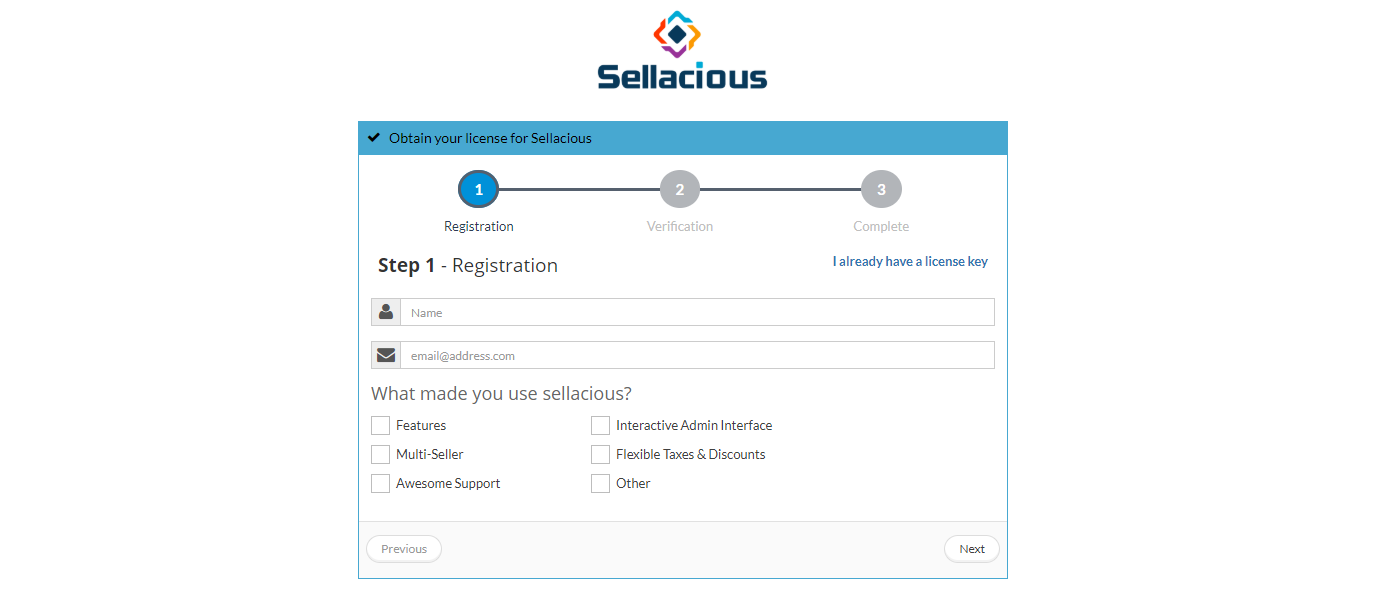 Sellacious
Obtain your license for Sellacious
1 2 3
Registration Verification Complete
Step 1 - Registration I already have a license key
Name
email@address.com
What made you use sellacious?
Features Interactive Admin Interface
Multi-Seller Flexible Taxes & Discounts
Awesome Support Other
Previous Next